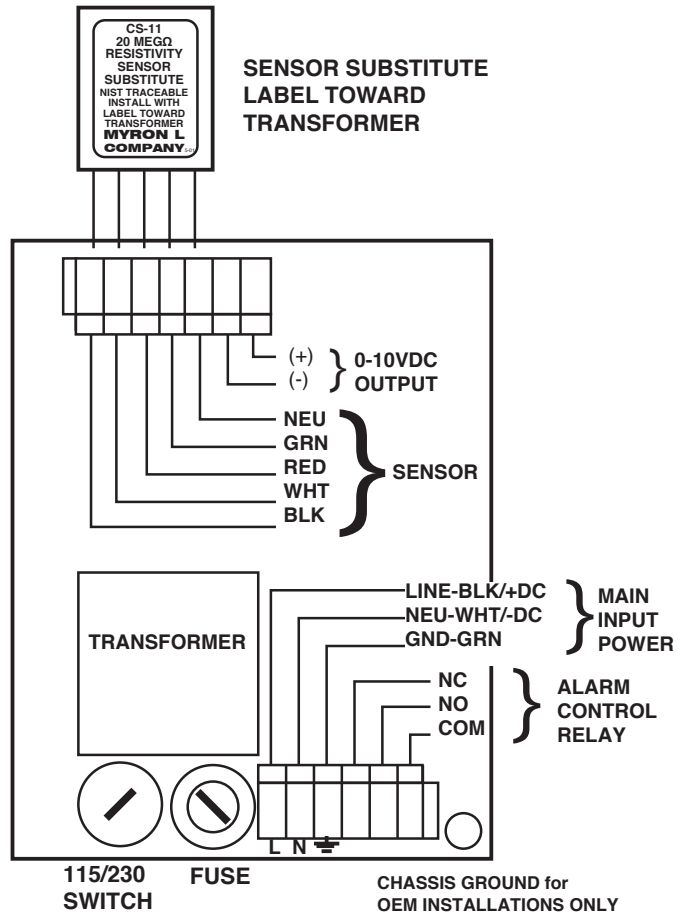 CS-11
20 MEGΩ
RESISTIVITY
SENSOR
SUBSTITUTE
NIST TRACEABLE
INSTALL WITH
LABEL TOWARD
TRANSFORMER
MYRON L
COMPANY
SENSOR SUBSTITUTE
LABEL TOWARD
TRANSFORMER
(+)
(-)
0-10VDC
OUTPUT
NEU
GRN
RED
WHT
BLK
SENSOR
LINE-BLK/+DC
NEU-WHT/-DC
GND-GRN
MAIN
INPUT
POWER
TRANSFORMER
NC
NO
COM
ALARM
CONTROL
RELAY
L N
115/230
SWITCH
FUSE
CHASSIS GROUND for
OEM INSTALLATIONS ONLY